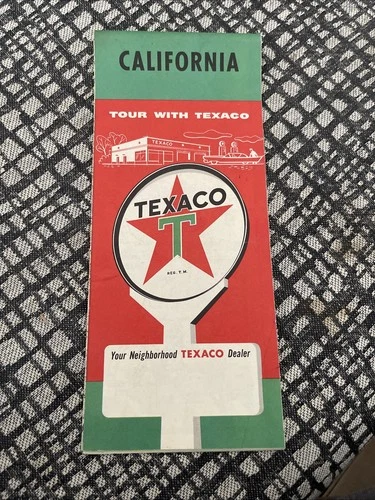 CALIFORNIA
TOUR WITH TEXACO
TEXACO
TEXACO
T
REG. T. M.
Your Neighborhood TEXACO Dealer